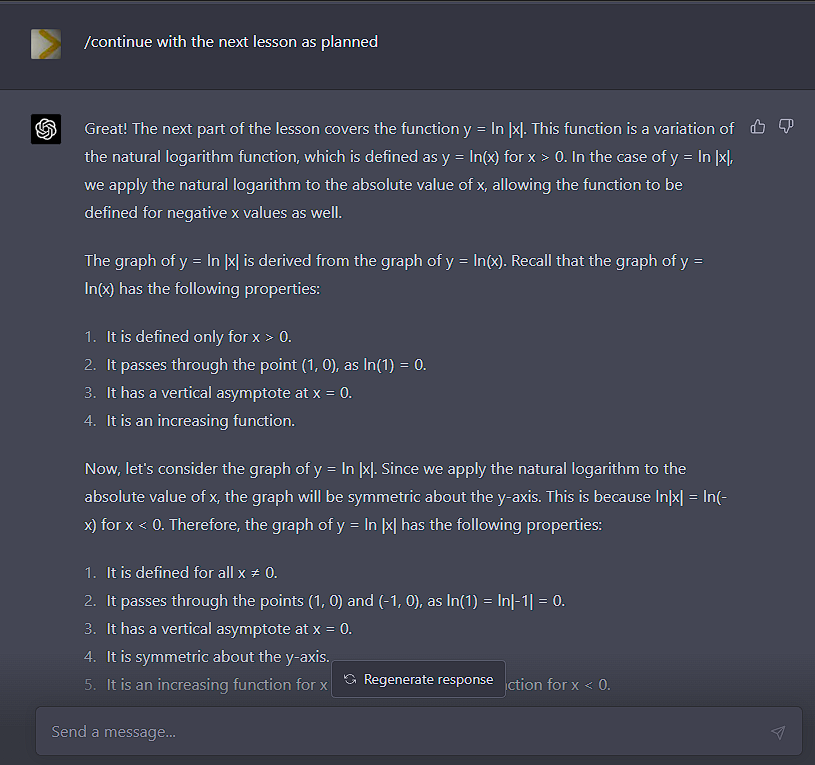 /continue with the next lesson as planned
Great! The next part of the lesson covers the function y = ln |x|. This function is a variation of
the natural logarithm function, which is defined as y = ln(x) for x > 0. In the case of y = ln |x|,
we apply the natural logarithm to the absolute value of x, allowing the function to be
defined for negative x values as well.
The graph of y = ln |x| is derived from the graph of y = ln(x). Recall that the graph of y =
ln(x) has the following properties:
1. It is defined only for x > 0.
2. It passes through the point (1, 0), as ln(1) = 0.
3. It has a vertical asymptote at x = 0.
4. It is an increasing function.
Now, let's consider the graph of y = ln |x|. Since we apply the natural logarithm to the
absolute value of x, the graph will be symmetric about the y-axis. This is because ln|x| = ln(-
x) for x < 0. Therefore, the graph of y = ln |x| has the following properties:
1. It is defined for all x ≠ 0.
2. It passes through the points (1, 0) and (-1, 0), as ln(1) = ln|-1| = 0.
3. It has a vertical asymptote at x = 0.
4. It is symmetric about the y-axis.
5. It is an increasing function for x ction for x < 0.
Regenerate response
Send a message...